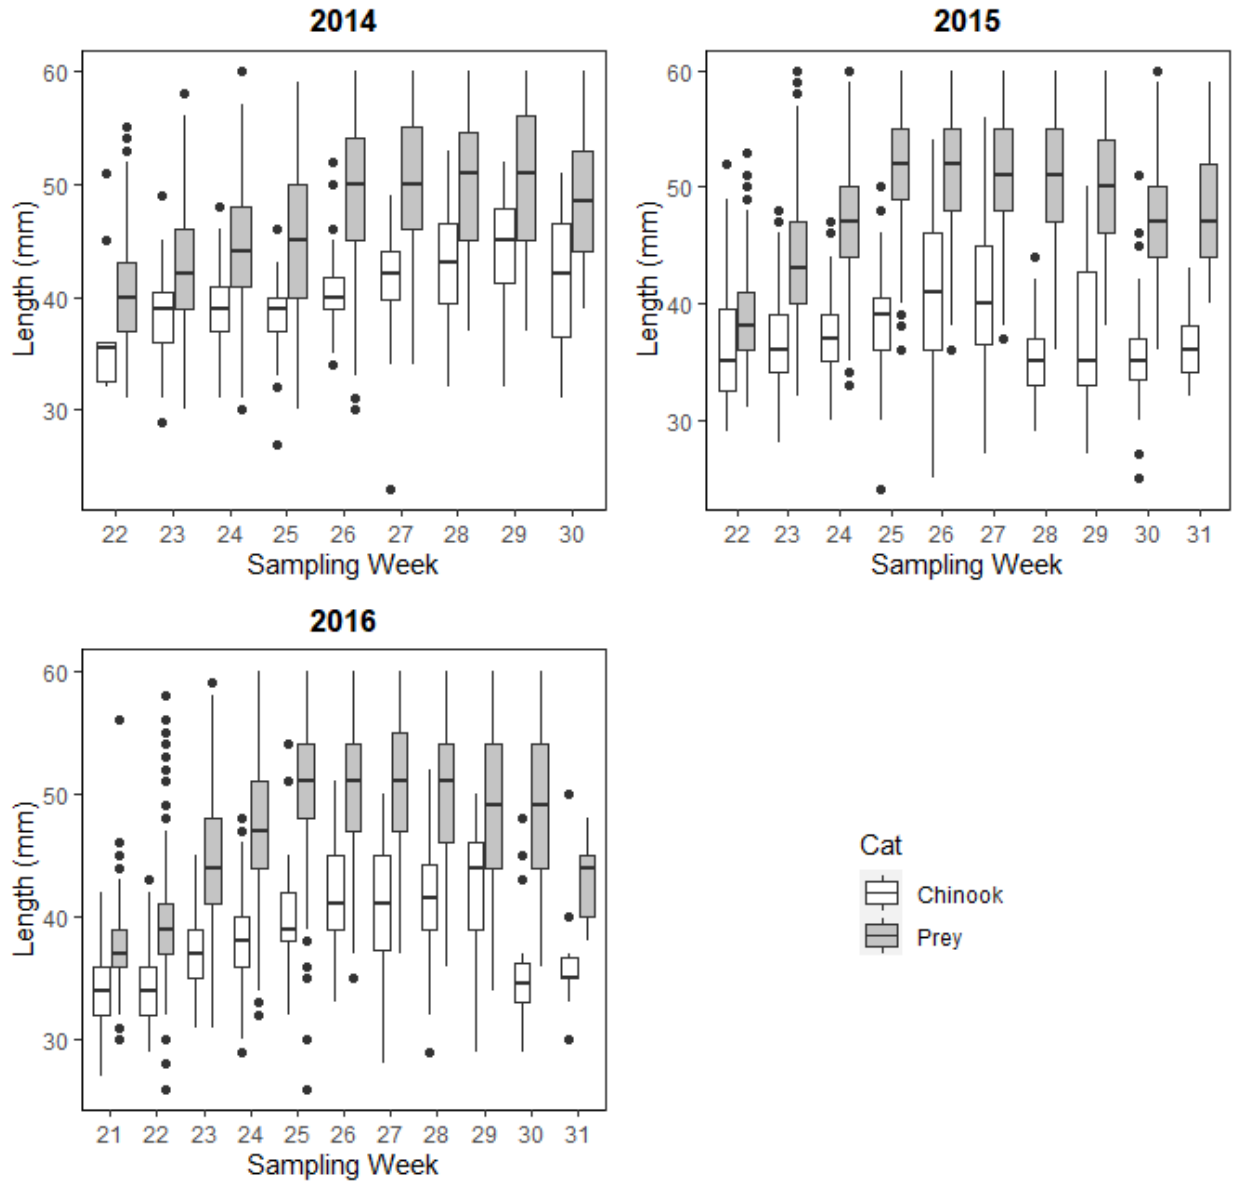 2014
60
50
40
30
Length (mm)
22 23 24 25 26 27 28 29 30
Sampling Week
2015
60
50
40
30
Length (mm)
22 23 24 25 26 27 28 29 30 31
Sampling Week
2016
60
50
40
30
Length (mm)
21 22 23 24 25 26 27 28 29 30 31
Sampling Week
Cat
Chinook
Prey